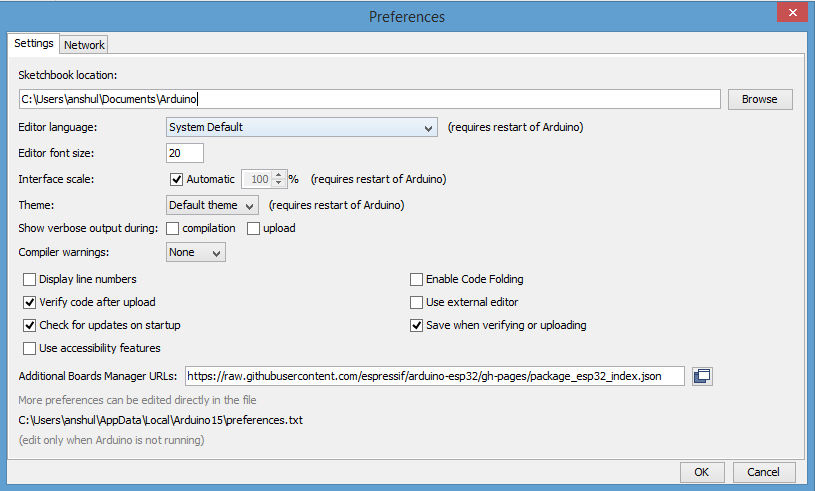 Preferences
Settings Network
Sketchbook location:
C:\Users\anshul\Documents\Arduino Browse
Editor language: System Default (requires restart of Arduino)
Editor font size: 20
Interface scale: Automatic 100 % (requires restart of Arduino)
Theme: Default theme (requires restart of Arduino)
Show verbose output during: compilation upload
Compiler warnings: None
Display line numbers Enable Code Folding
Verify code after upload Use external editor
Check for updates on startup Save when verifying or uploading
Use accessibility features
Additional Boards Manager URLs: https://raw.githubusercontent.com/espressif/arduino-esp32/gh-pages/package_esp32_index.json
More preferences can be edited directly in the file
C:\Users\anshul\AppData\Local\Arduino15\preferences.txt
(edit only when Arduino is not running)
OK Cancel